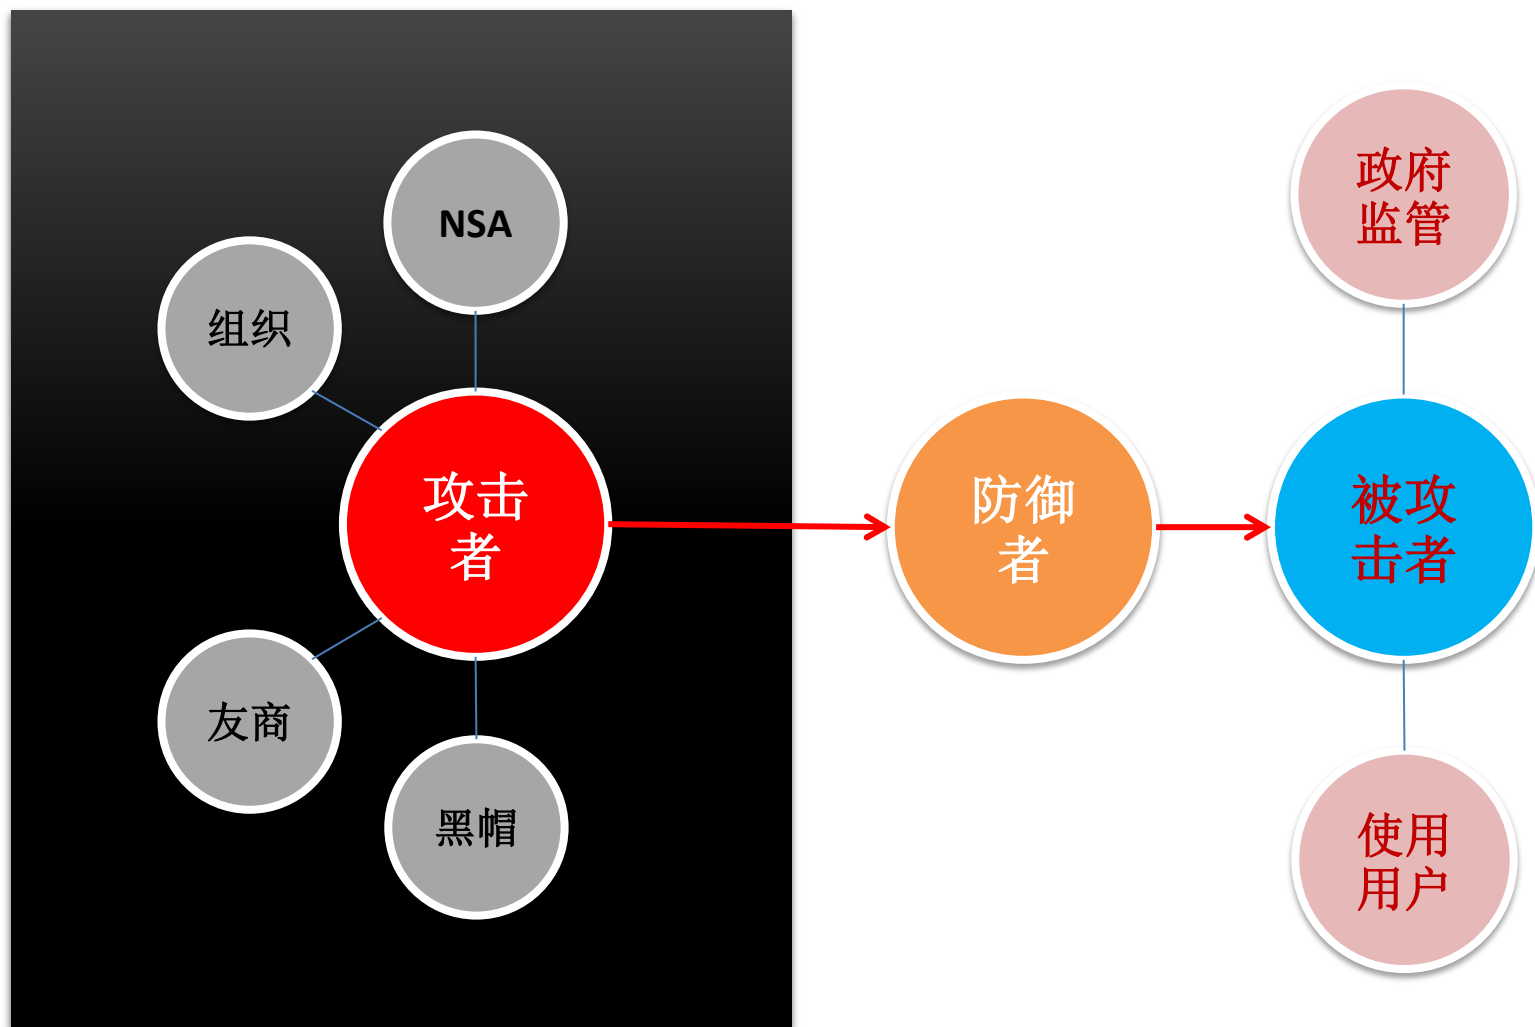 NSA
组织
攻击
者
友商
黑帽
防御
者
政府
监管
被攻
击者
使用
用户